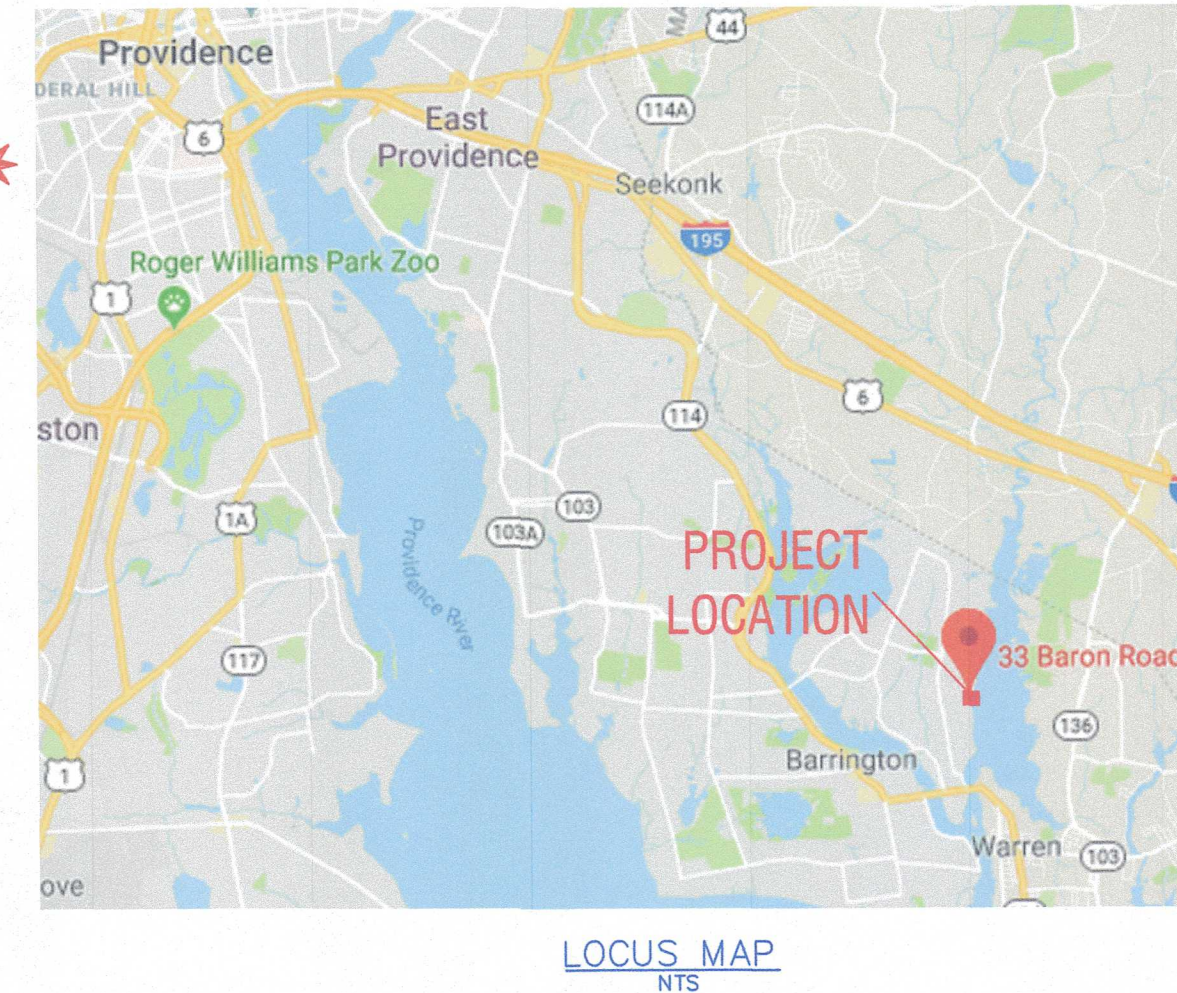 Providence
DERAL HILL
6
East
Providence
44
MA
114A
Seekonk
195
Roger Williams Park Zoo
1
6
ston
114
1A
103
103A
Providence River
PROJECT
LOCATION
33 Baron Road
117
136
1
Barrington
Warren
103
ove
LOCUS MAP
NTS